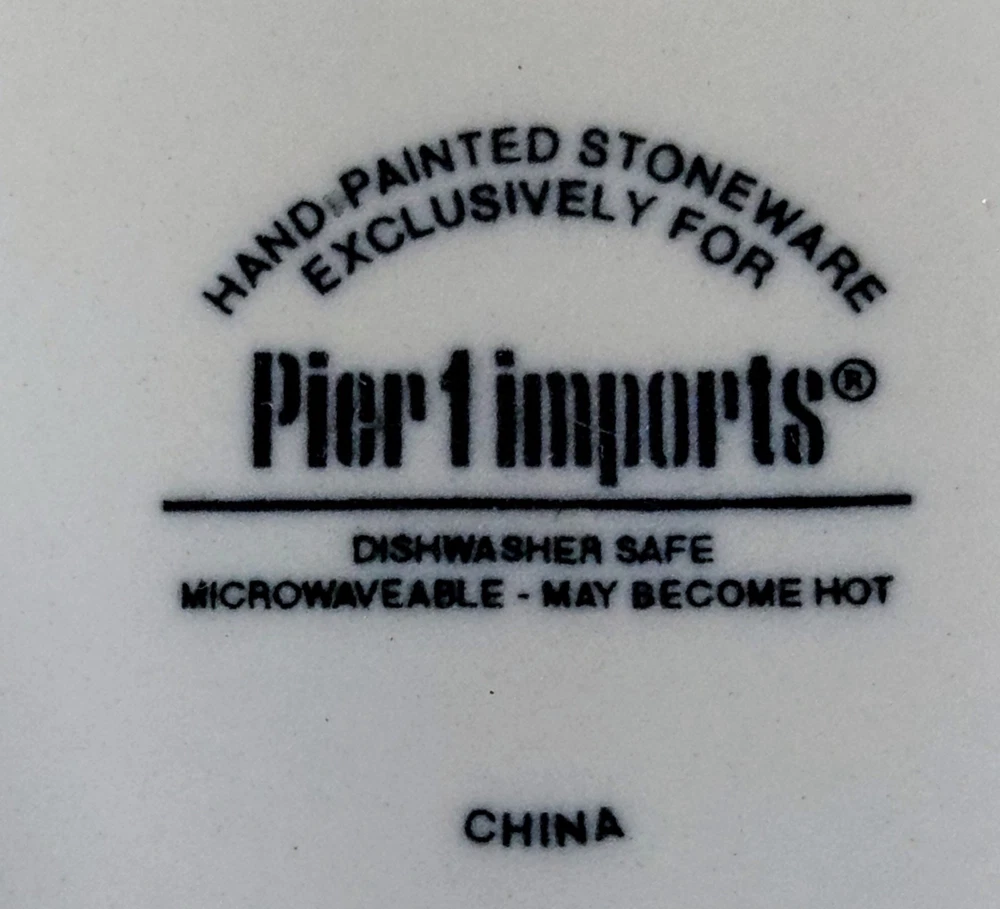 HAND-PAINTED STONEWARE
EXCLUSIVELY FOR
Pier 1 imports®
DISHWASHER SAFE
MICROWAVEABLE - MAY BECOME HOT
CHINA